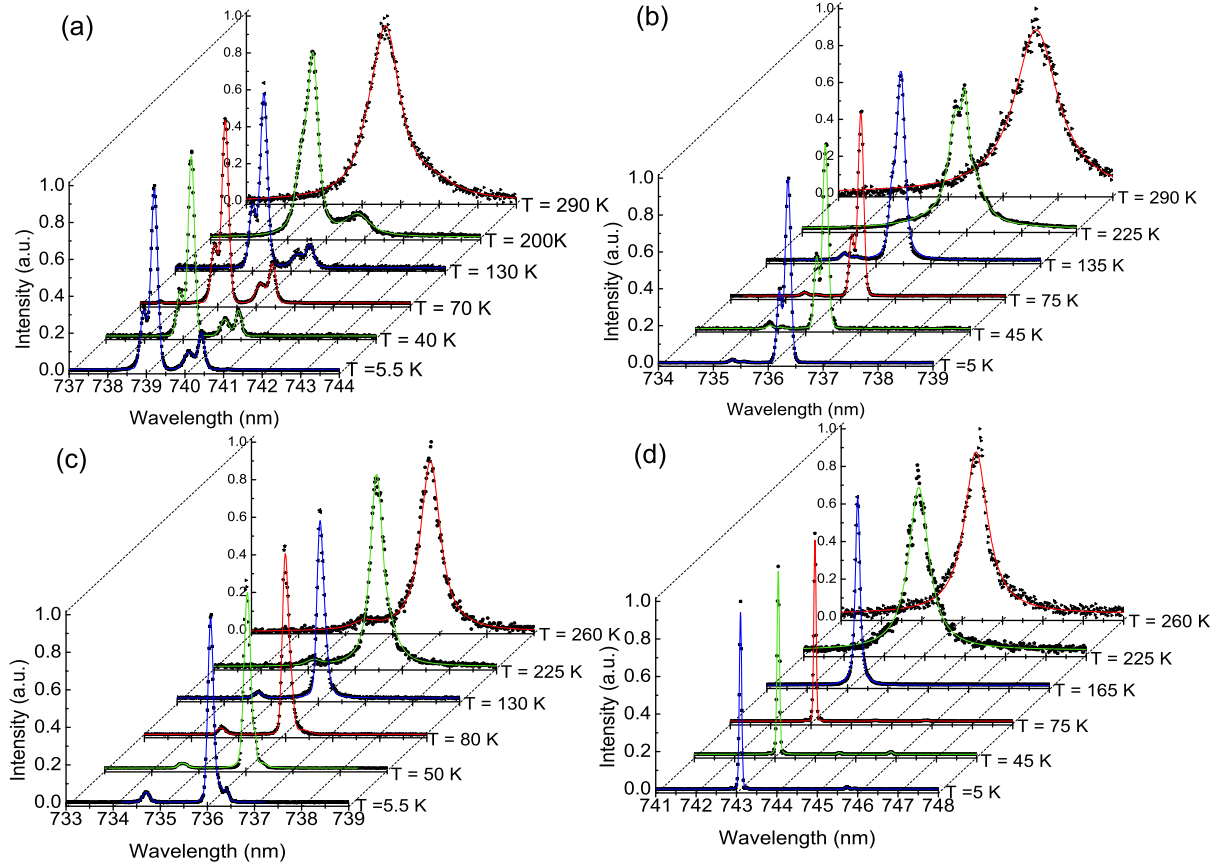 (a)
1.0
0.8
0.6
0.4
0.2
0.0
T = 290 K
T = 200K
T = 130 K
T = 70 K
T = 40 K
T =5.5 K
1.0
0.8
0.6
0.4
0.2
0.0
Intensity (a.u.)
737 738 739 740 741 742 743 744
Wavelength (nm)
(b)
1.0
0.8
0.6
0.4
0.2
0.0
T = 290 K
T = 225 K
T = 135 K
T = 75 K
T = 45 K
T =5 K
1.0
0.8
0.6
0.4
0.2
0.0
Intensity (a.u.)
734 735 736 737 738 739
Wavelength (nm)
(c)
1.0
0.8
0.6
0.4
0.2
0.0
T = 260 K
T = 225 K
T = 130 K
T = 80 K
T = 50 K
T =5.5 K
1.0
0.8
0.6
0.4
0.2
0.0
Intensity (a.u.)
733 734 735 736 737 738 739
Wavelength (nm)
(d)
1.0
0.8
0.6
0.4
0.2
0.0
T = 260 K
T = 225 K
T = 165 K
T = 75 K
T = 45 K
T =5 K
1.0
0.8
0.6
0.4
0.2
0.0
Intensity (a.u.)
741 742 743 744 745 746 747 748
Wavelength (nm)